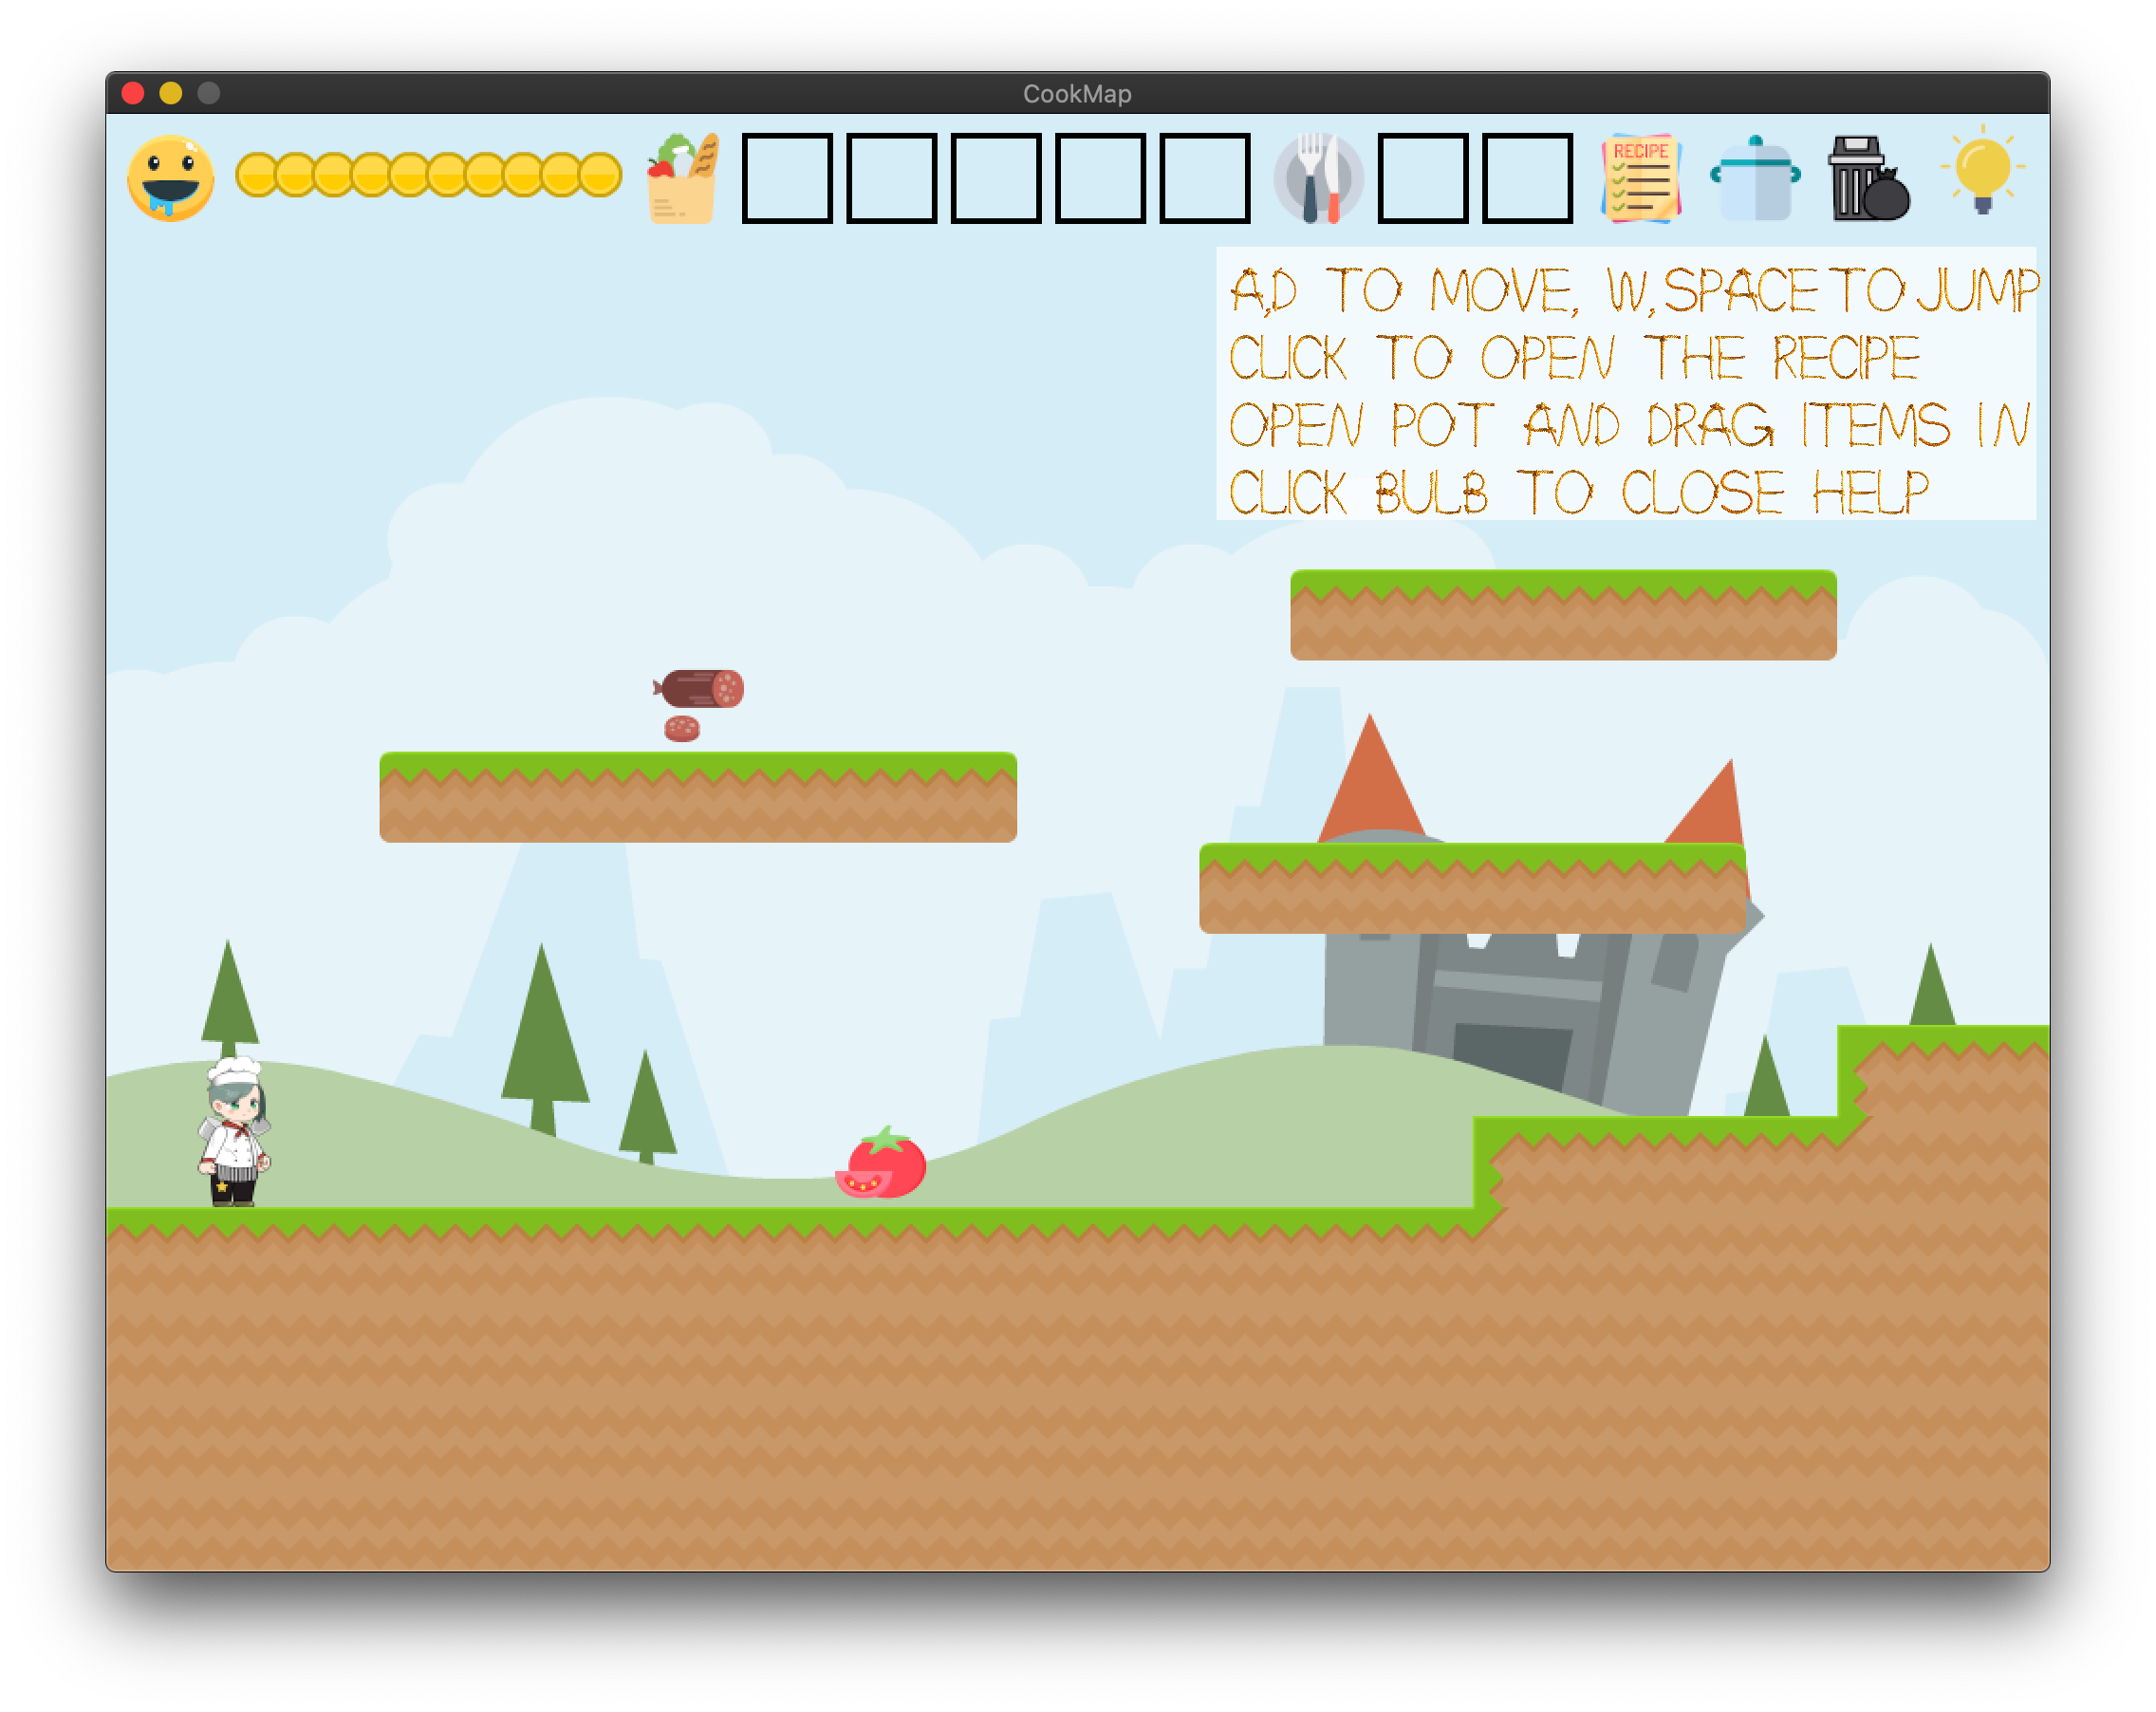 CookMap
RECIPE
A,D TO MOVE, W,SPACE TO JUMP
CLICK TO OPEN THE RECIPE
OPEN POT AND DRAG ITEMS IN
CLICK BULB TO CLOSE HELP